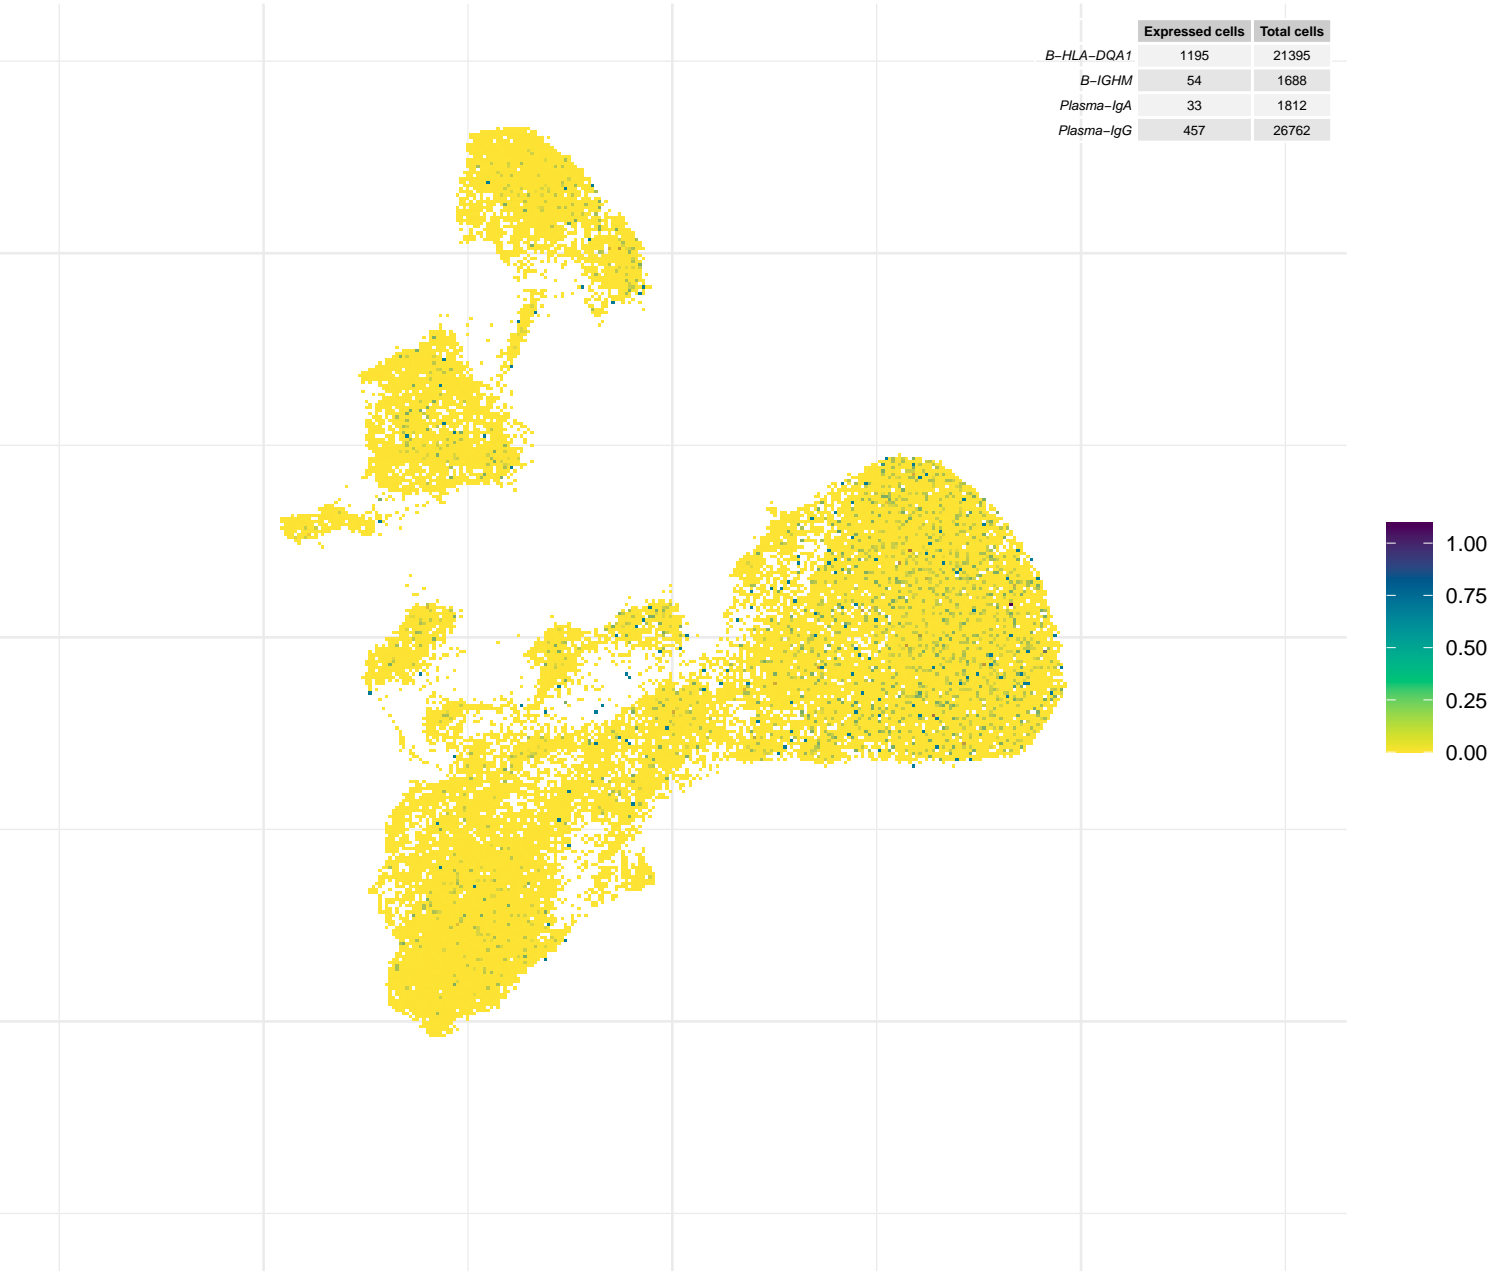 Expressed cells Total cells
B−HLA−DQA1 1195 21395
B−IGHM 54 1688
Plasma−IgA 33 1812
Plasma−IgG 457 26762
1.00
0.75
0.50
0.25
0.00